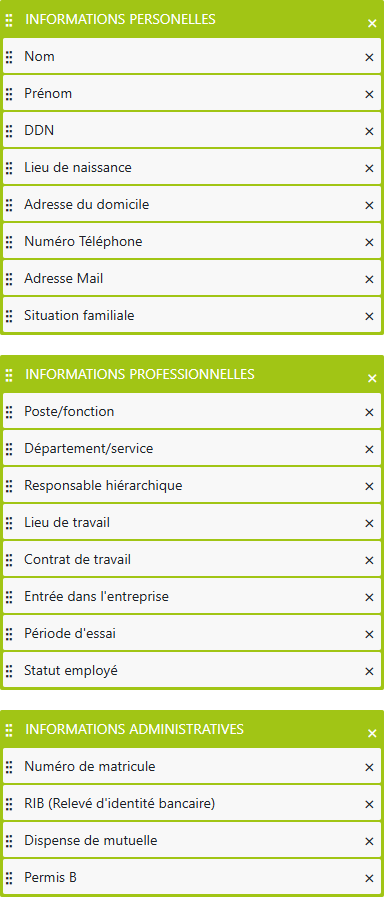 INFORMATIONS PERSONELLES
Nom
Prénom
DDN
Lieu de naissance
Adresse du domicile
Numéro Téléphone
Adresse Mail
Situation familiale
INFORMATIONS PROFESSIONNELLES
Poste/fonction
Département/service
Responsable hiérarchique
Lieu de travail
Contrat de travail
Entrée dans l'entreprise
Période d'essai
Statut employé
INFORMATIONS ADMINISTRATIVES
Numéro de matricule
RIB (Relevé d'identité bancaire)
Dispense de mutuelle
Permis B